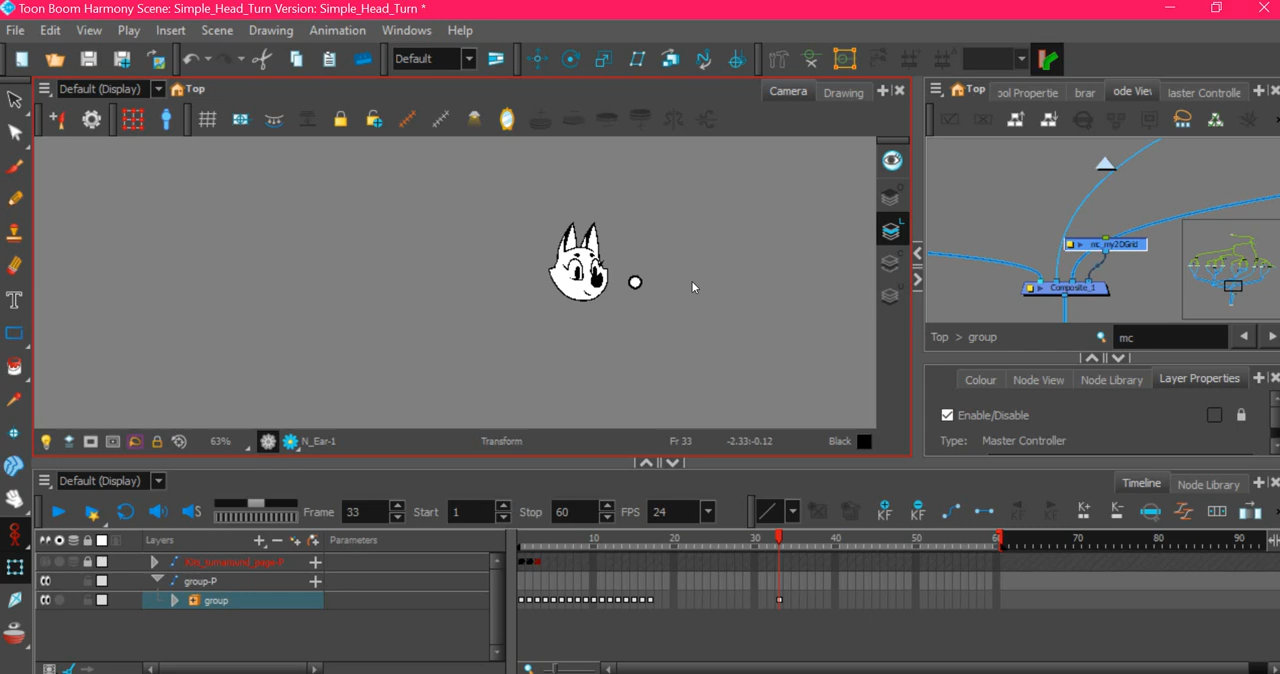 Toon Boom Harmony Scene: Simple_Head_Turn Version: Simple_Head_Turn *
File Edit View Play Insert Scene Drawing Animation Windows Help
Default
Default (Display) Top Camera Drawing
Top ool Propertie brar ode Viev laster Controlle
mc_my2DGrid
Composite_1
Top > group mc
Colour Node View Node Library Layer Properties
Enable/Disable
Type: Master Controller
63% N_Ear-1 Transform Fr 33 -2.33:-0.12 Black
Default (Display) Timeline Node Library
Frame 33 Start 1 Stop 60 FPS 24
Layers Parameters 10 20 30 40 50 60 70 80 90
group-P
group